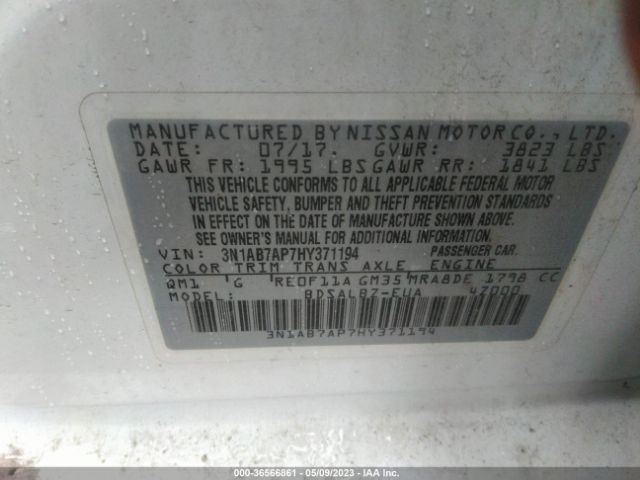 MANUFACTURED BY NISSAN MOTOR CO., LTD.
DATE: 07/17. GVWR: 3823 LBS
GAWR FR: 1995 LBS GAWR RR: 1841 LBS
THIS VEHICLE CONFORMS TO ALL APPLICABLE FEDERAL MOTOR
VEHICLE SAFETY, BUMPER AND THEFT PREVENTION STANDARDS
IN EFFECT ON THE DATE OF MANUFACTURE SHOWN ABOVE.
SEE OWNER'S MANUAL FOR ADDITIONAL INFORMATION.
VIN: 3N1AB7AP7HY371194 PASSENGER CAR.
COLOR TRIM TRANS AXLE ENGINE
QM1 G RE0F11A GM35 MRA8DE 1798 CC
MODEL: BDSALB7-EUA 47000
3N1AB7AP7HY371194
000-36566861 | 05/09/2023 | © IAA Inc.